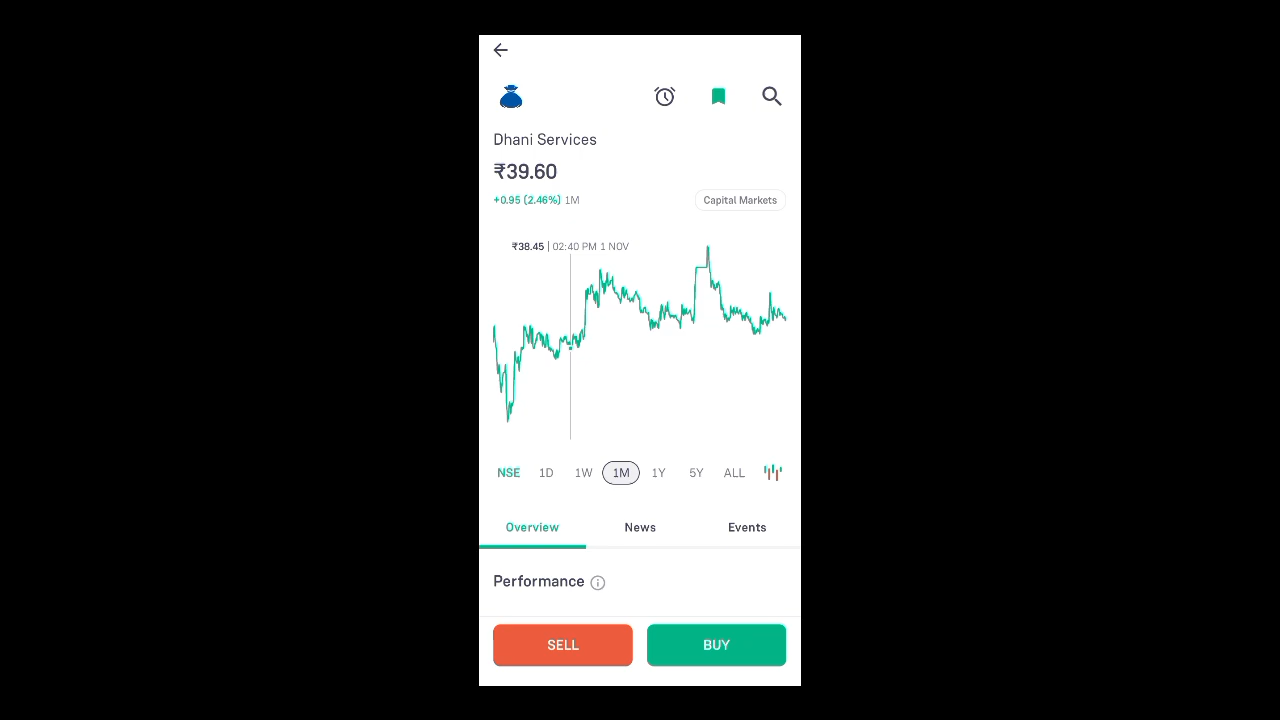 Dhani Services
₹39.60
+0.95 (2.46%) 1M
Capital Markets
₹38.45 | 02:40 PM 1 NOV
NSE 1D 1W 1M 1Y 5Y ALL
Overview News Events
Performance
SELL BUY